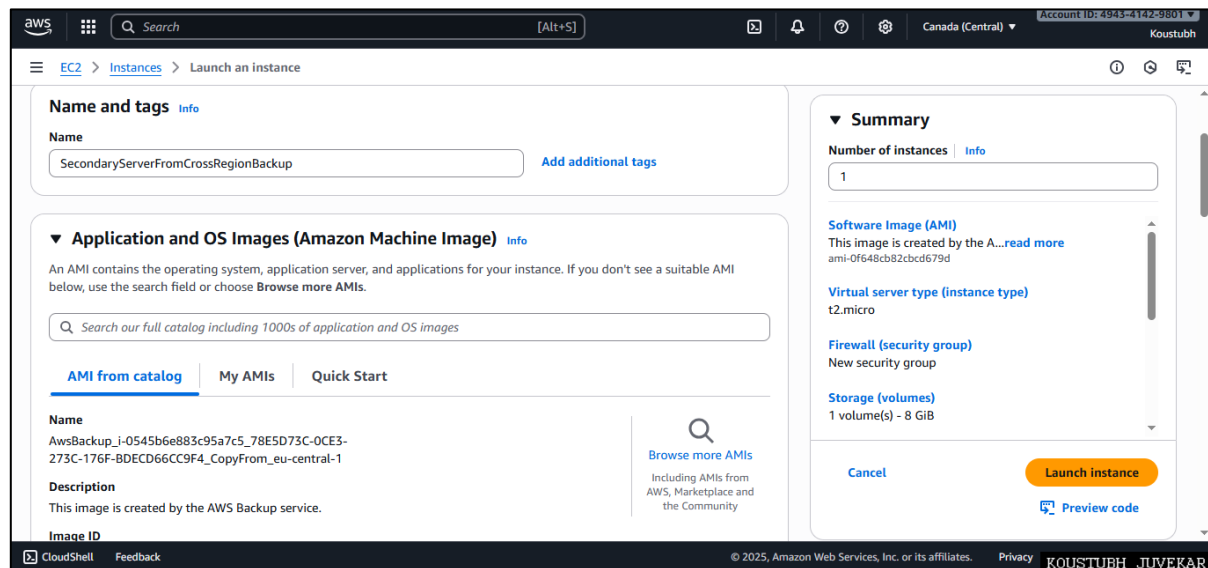 aws
Search
[Alt+S]
Canada (Central) ▼
Account ID: 4943-4142-9801 ▼
Koustubh
EC2 > Instances > Launch an instance
Name and tags Info
Name
SecondaryServerFromCrossRegionBackup
Add additional tags
▼ Application and OS Images (Amazon Machine Image) Info
An AMI contains the operating system, application server, and applications for your instance. If you don't see a suitable AMI
below, use the search field or choose Browse more AMIs.
Search our full catalog including 1000s of application and OS images
AMI from catalog
My AMIs
Quick Start
Name
AwsBackup_i-0545b6e883c95a7c5_78E5D73C-0CE3-
273C-176F-BDECD66CC9F4_CopyFrom_eu-central-1
Description
This image is created by the AWS Backup service.
Image ID
Browse more AMIs
Including AMIs from
AWS, Marketplace and
the Community
▼ Summary
Number of instances Info
1
Software Image (AMI)
This image is created by the A...read more
ami-0f648cb82cbcd679d
Virtual server type (instance type)
t2.micro
Firewall (security group)
New security group
Storage (volumes)
1 volume(s) - 8 GiB
Cancel
Launch instance
Preview code
CloudShell
Feedback
© 2025, Amazon Web Services, Inc. or its affiliates.
Privacy
KOUSTUBH JUVEKAR